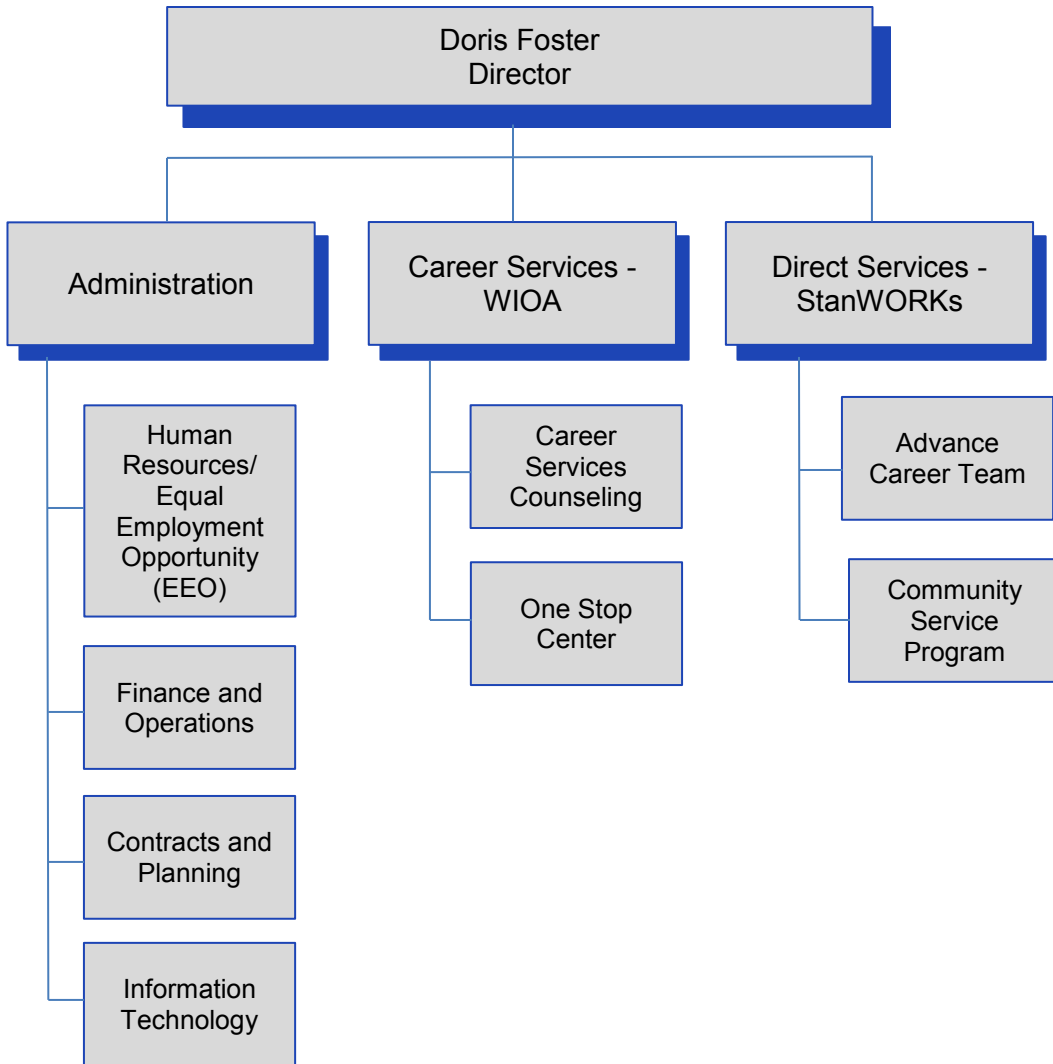 Doris Foster
Director
Administration
Career Services -
WIOA
Direct Services -
StanWORKs
Human
Resources/
Equal
Employment
Opportunity
(EEO)
Finance and
Operations
Contracts and
Planning
Information
Technology
Career
Services
Counseling
One Stop
Center
Advance
Career Team
Community
Service
Program